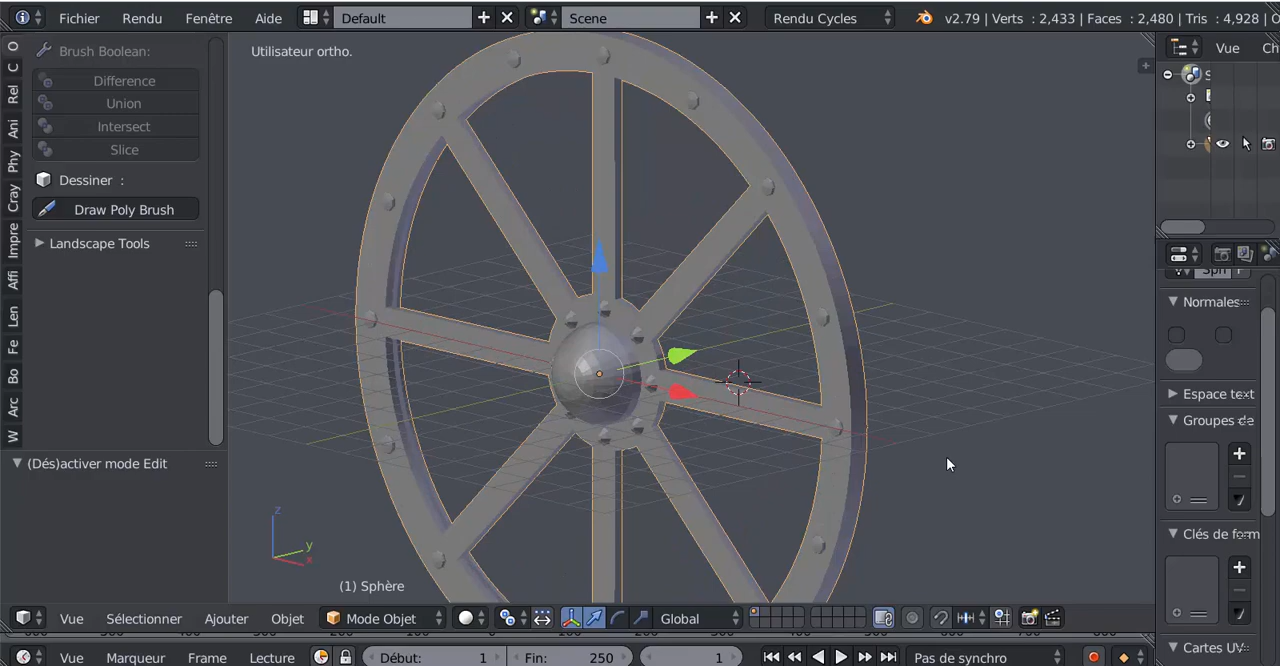 Fichier Rendu Fenêtre Aide Default Scene Rendu Cycles v2.79 | Verts : 2,433 | Faces : 2,480 | Tris : 4,928 | O
Brush Boolean:
Difference
Union
Intersect
Slice
Dessiner :
Draw Poly Brush
Landscape Tools
(Dés)activer mode Edit
O
C
Rel
Ani
Phy
Cray
Impre
Affi
Len
Fe
Bo
Arc
W
Utilisateur ortho.
z
y
x
(1) Sphère
Vue Ch
Normales
Espace text
Groupes de
Clés de form
Cartes UV
Vue Sélectionner Ajouter Objet Mode Objet Global
Vue Marqueur Frame Lecture Début: 1 Fin: 250 1 Pas de synchro